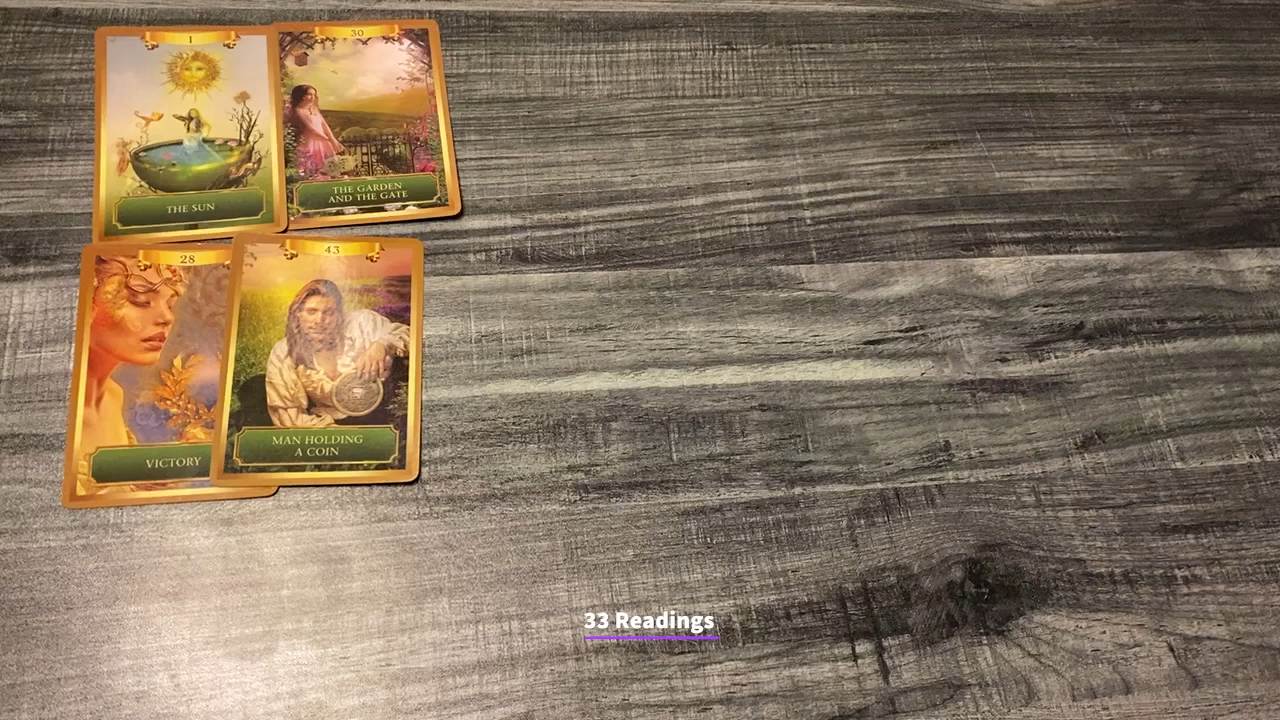 1
THE SUN
30
THE GARDEN
AND THE GATE
28
VICTORY
43
MAN HOLDING
A COIN
33 Readings